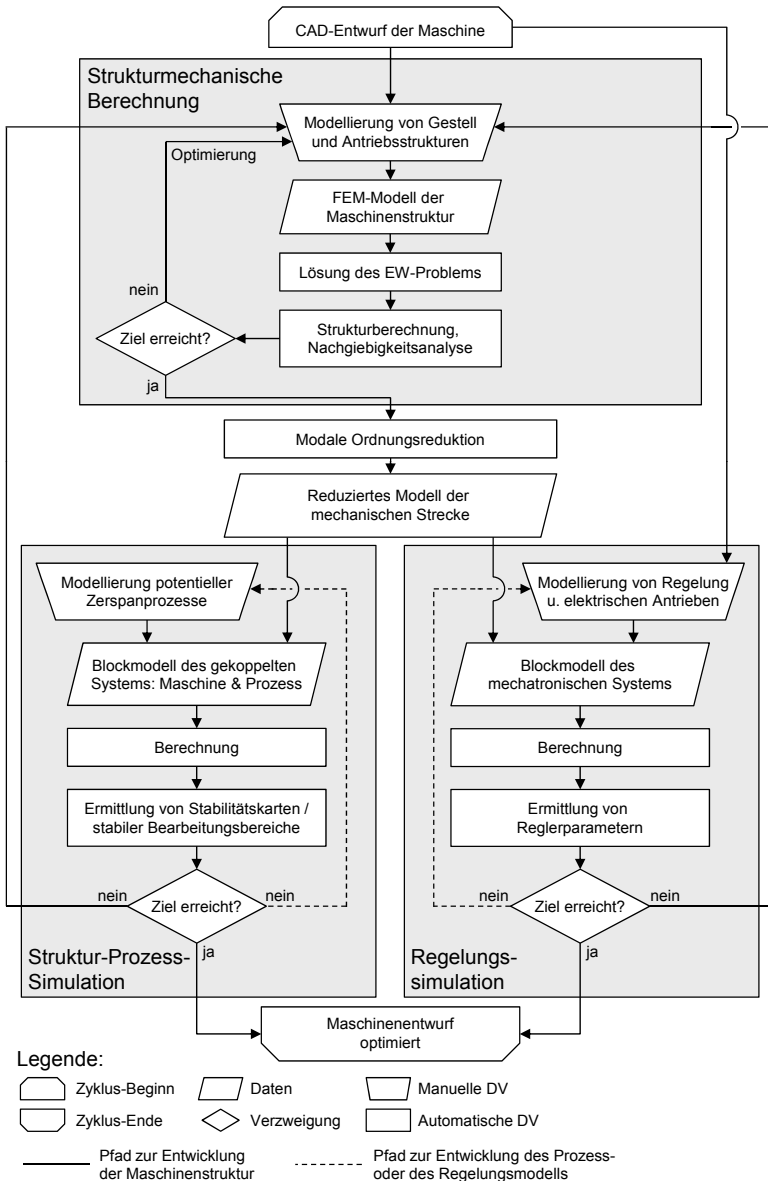 CAD-Entwurf der Maschine
Strukturmechanische
Berechnung
Modellierung von Gestell
und Antriebsstrukturen
Optimierung
FEM-Modell der
Maschinenstruktur
Lösung des EW-Problems
nein
Ziel erreicht?
Strukturberechnung,
Nachgiebigkeitsanalyse
ja
Modale Ordnungsreduktion
Reduziertes Modell der
mechanischen Strecke
Modellierung potentieller
Zerspanprozesse
Blockmodell des gekoppelten
Systems: Maschine & Prozess
Berechnung
Ermittlung von Stabilitätskarten /
stabiler Bearbeitungsbereiche
nein
Ziel erreicht?
nein
ja
Struktur-Prozess-
Simulation
Modellierung von Regelung
u. elektrischen Antrieben
Blockmodell des
mechatronischen Systems
Berechnung
Ermittlung von
Reglerparametern
nein
Ziel erreicht?
nein
ja
Regelungs-
simulation
Maschinenentwurf
optimiert
Legende:
Zyklus-Beginn
Daten
Manuelle DV
Zyklus-Ende
Verzweigung
Automatische DV
Pfad zur Entwicklung
der Maschinenstruktur
Pfad zur Entwicklung des Prozess-
oder des Regelungsmodells